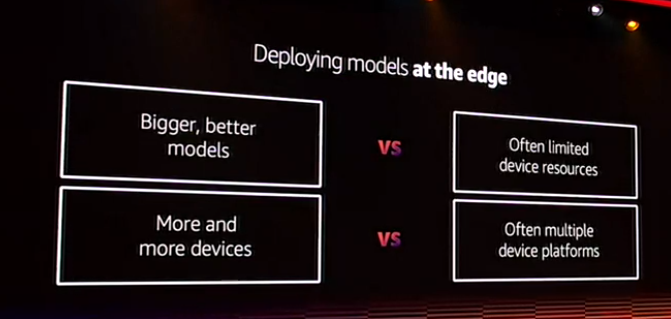 Deploying models at the edge
Bigger, better
models
VS
Often limited
device resources
More and
more devices
VS
Often multiple
device platforms